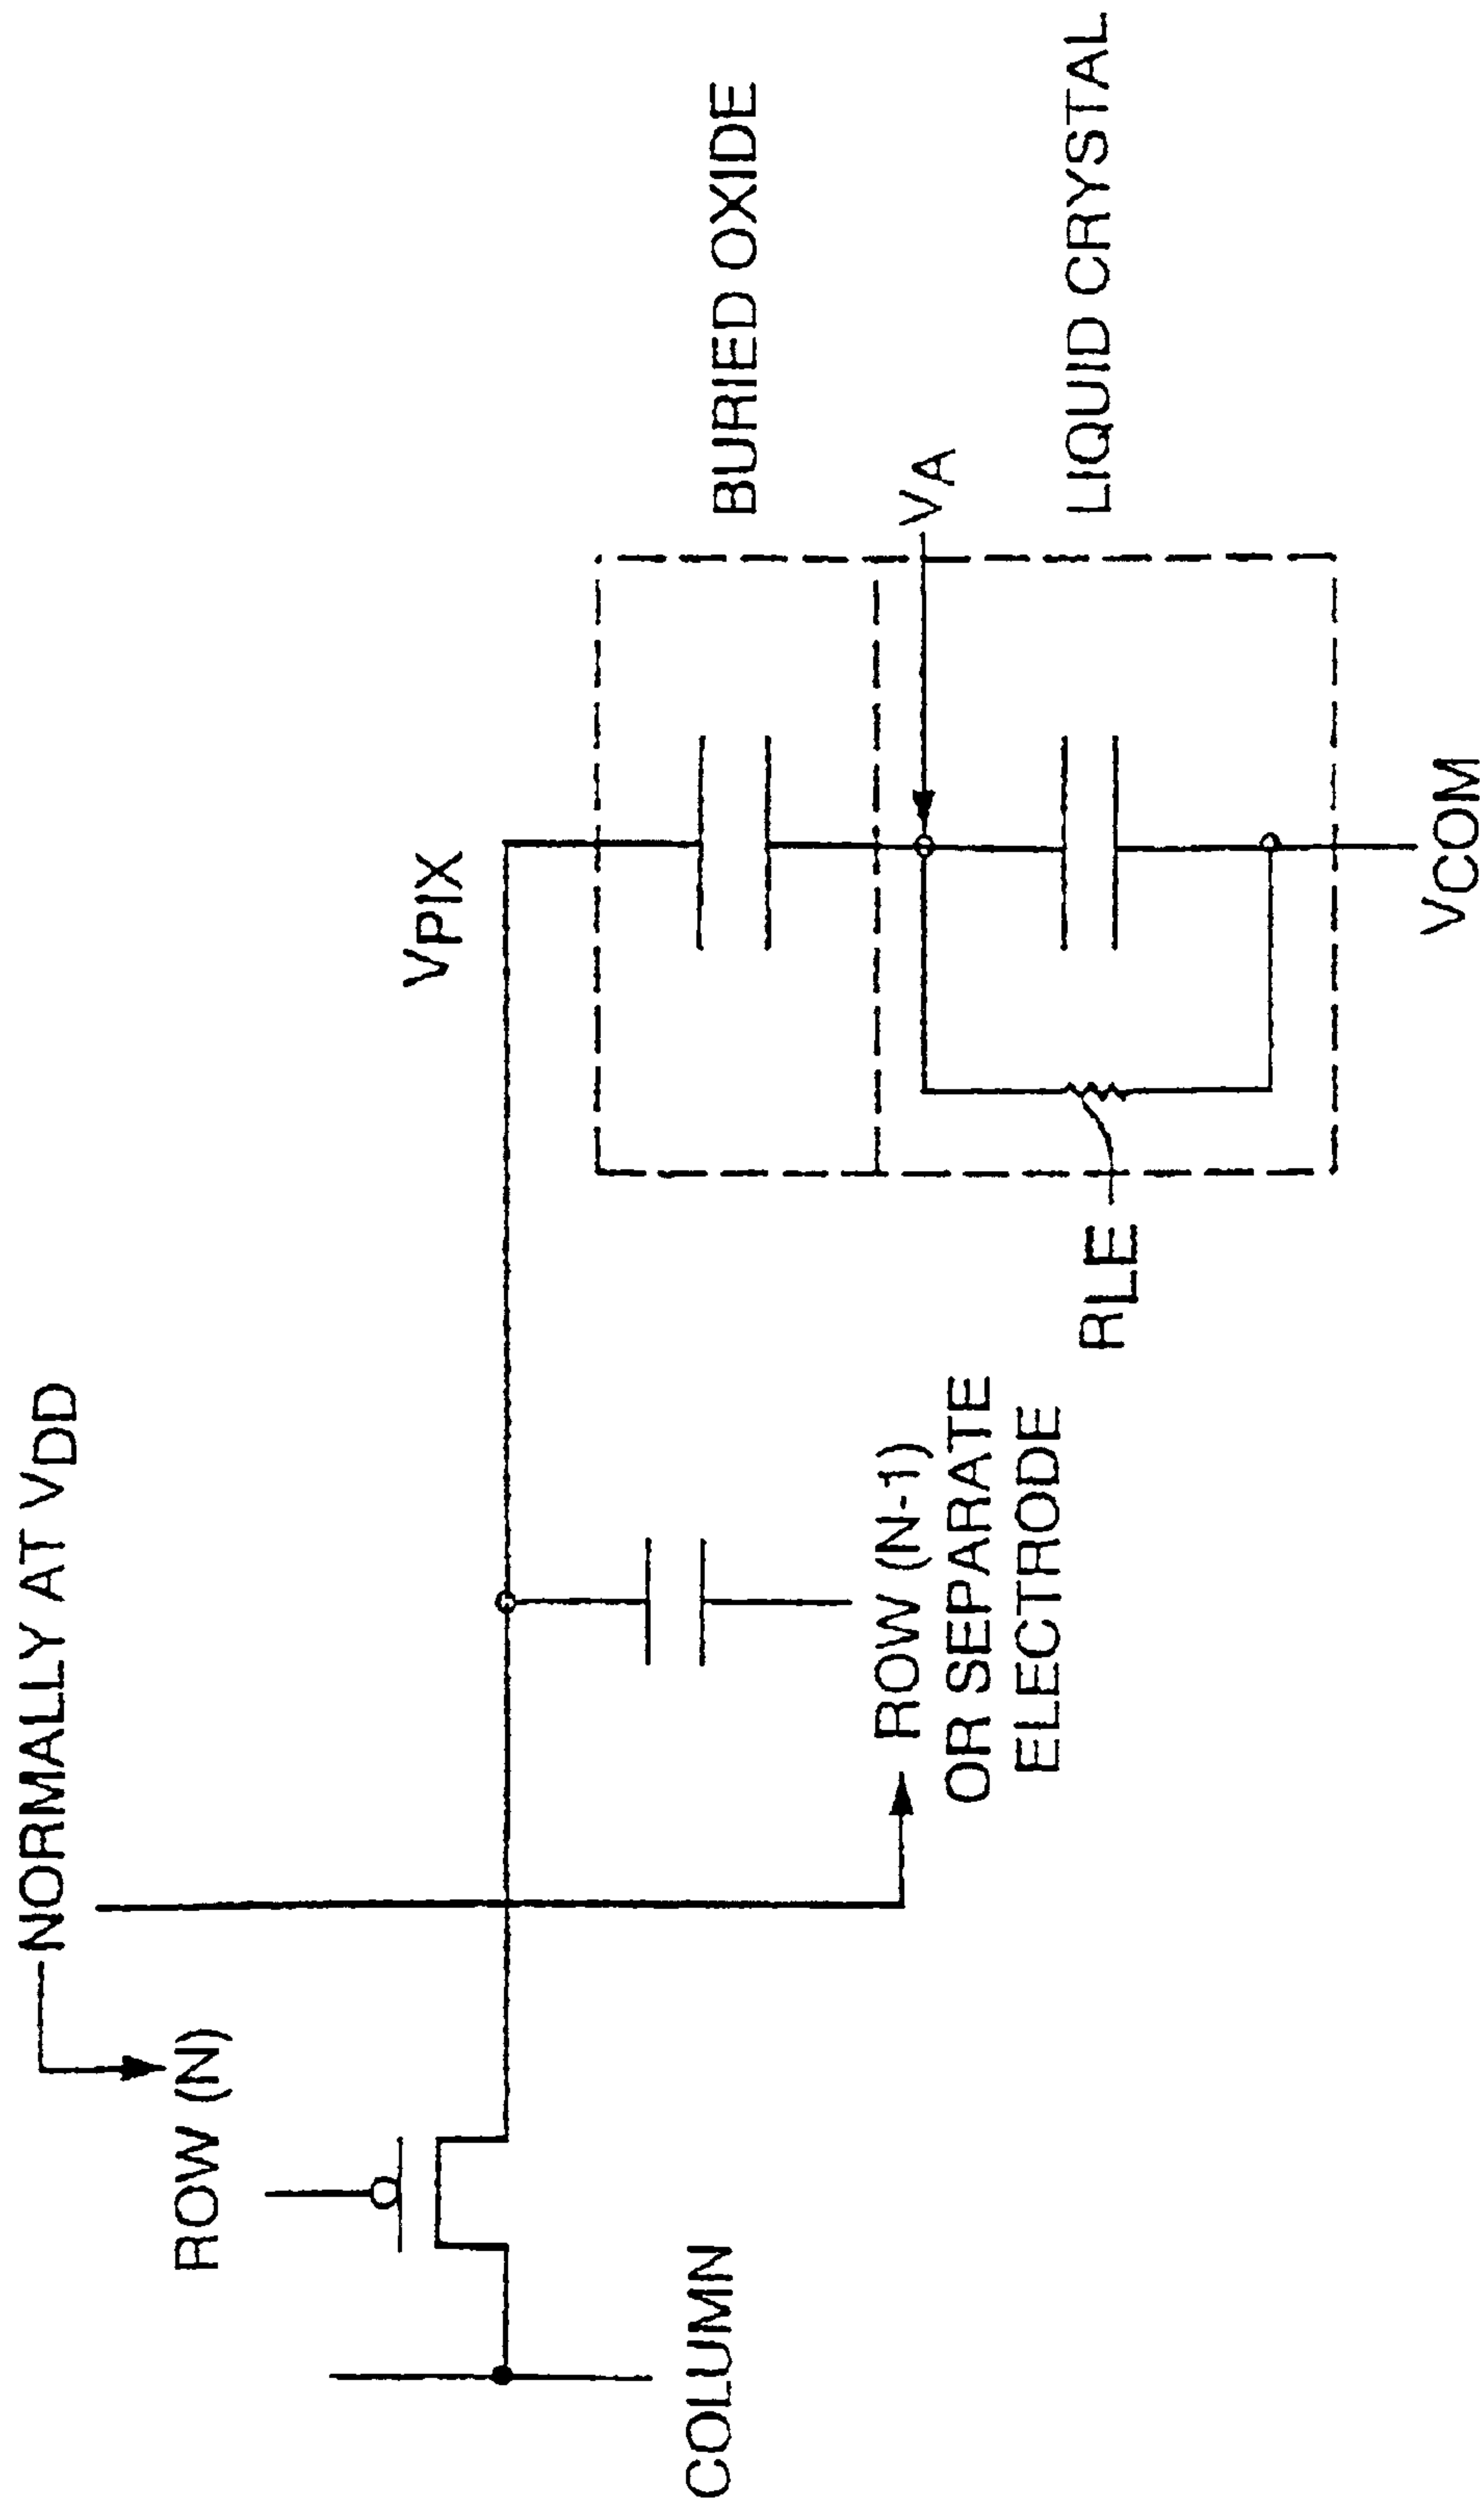 NORMALLY AT VDD
ROW (N)
VPIX
BURIED OXIDE
COLUMN
ROW (N-1)
OR SEPARATE
ELECTRODE
VA
LIQUID CRYSTAL
RLE
VCOM